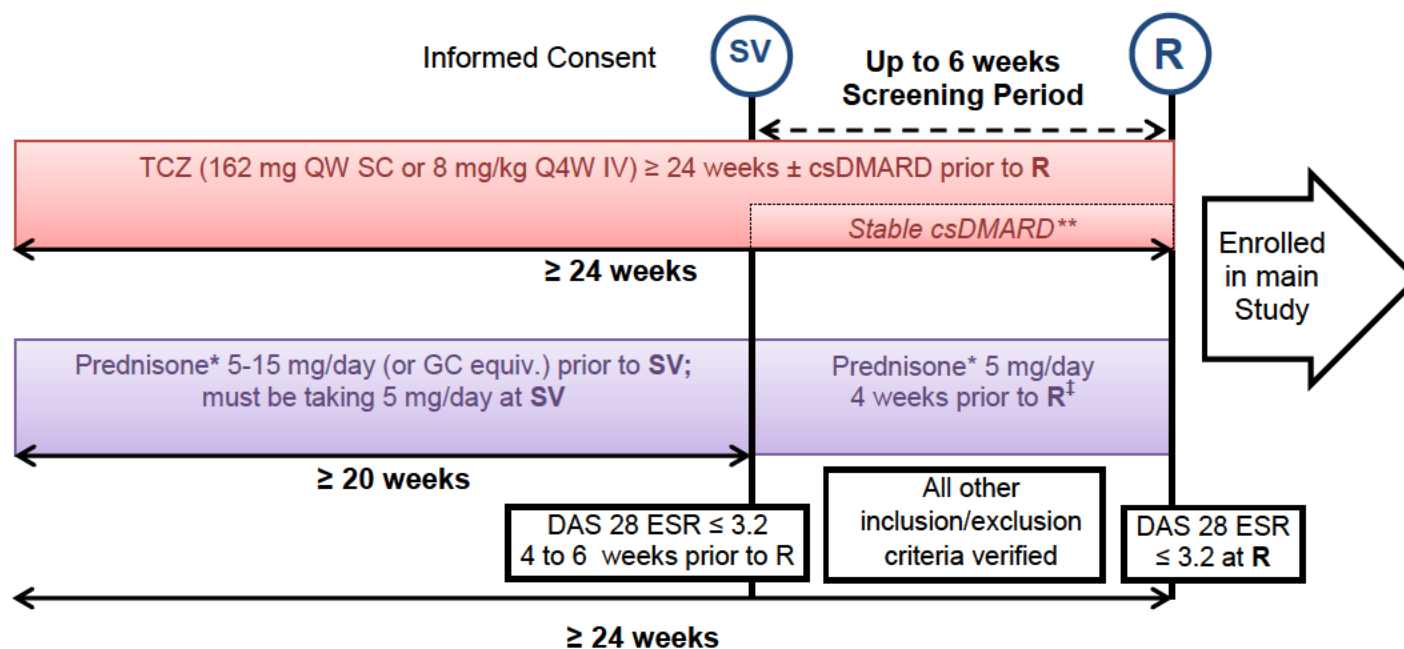 Informed Consent
SV
Up to 6 weeks
Screening Period
R
TCZ (162 mg QW SC or 8 mg/kg Q4W IV) ≥ 24 weeks ± csDMARD prior to R
Stable csDMARD**
≥ 24 weeks
Enrolled
in main
Study
Prednisone* 5-15 mg/day (or GC equiv.) prior to SV;
must be taking 5 mg/day at SV
Prednisone* 5 mg/day
4 weeks prior to R‡
≥ 20 weeks
DAS 28 ESR ≤ 3.2
4 to 6 weeks prior to R
All other
inclusion/exclusion
criteria verified
DAS 28 ESR
≤ 3.2 at R
≥ 24 weeks